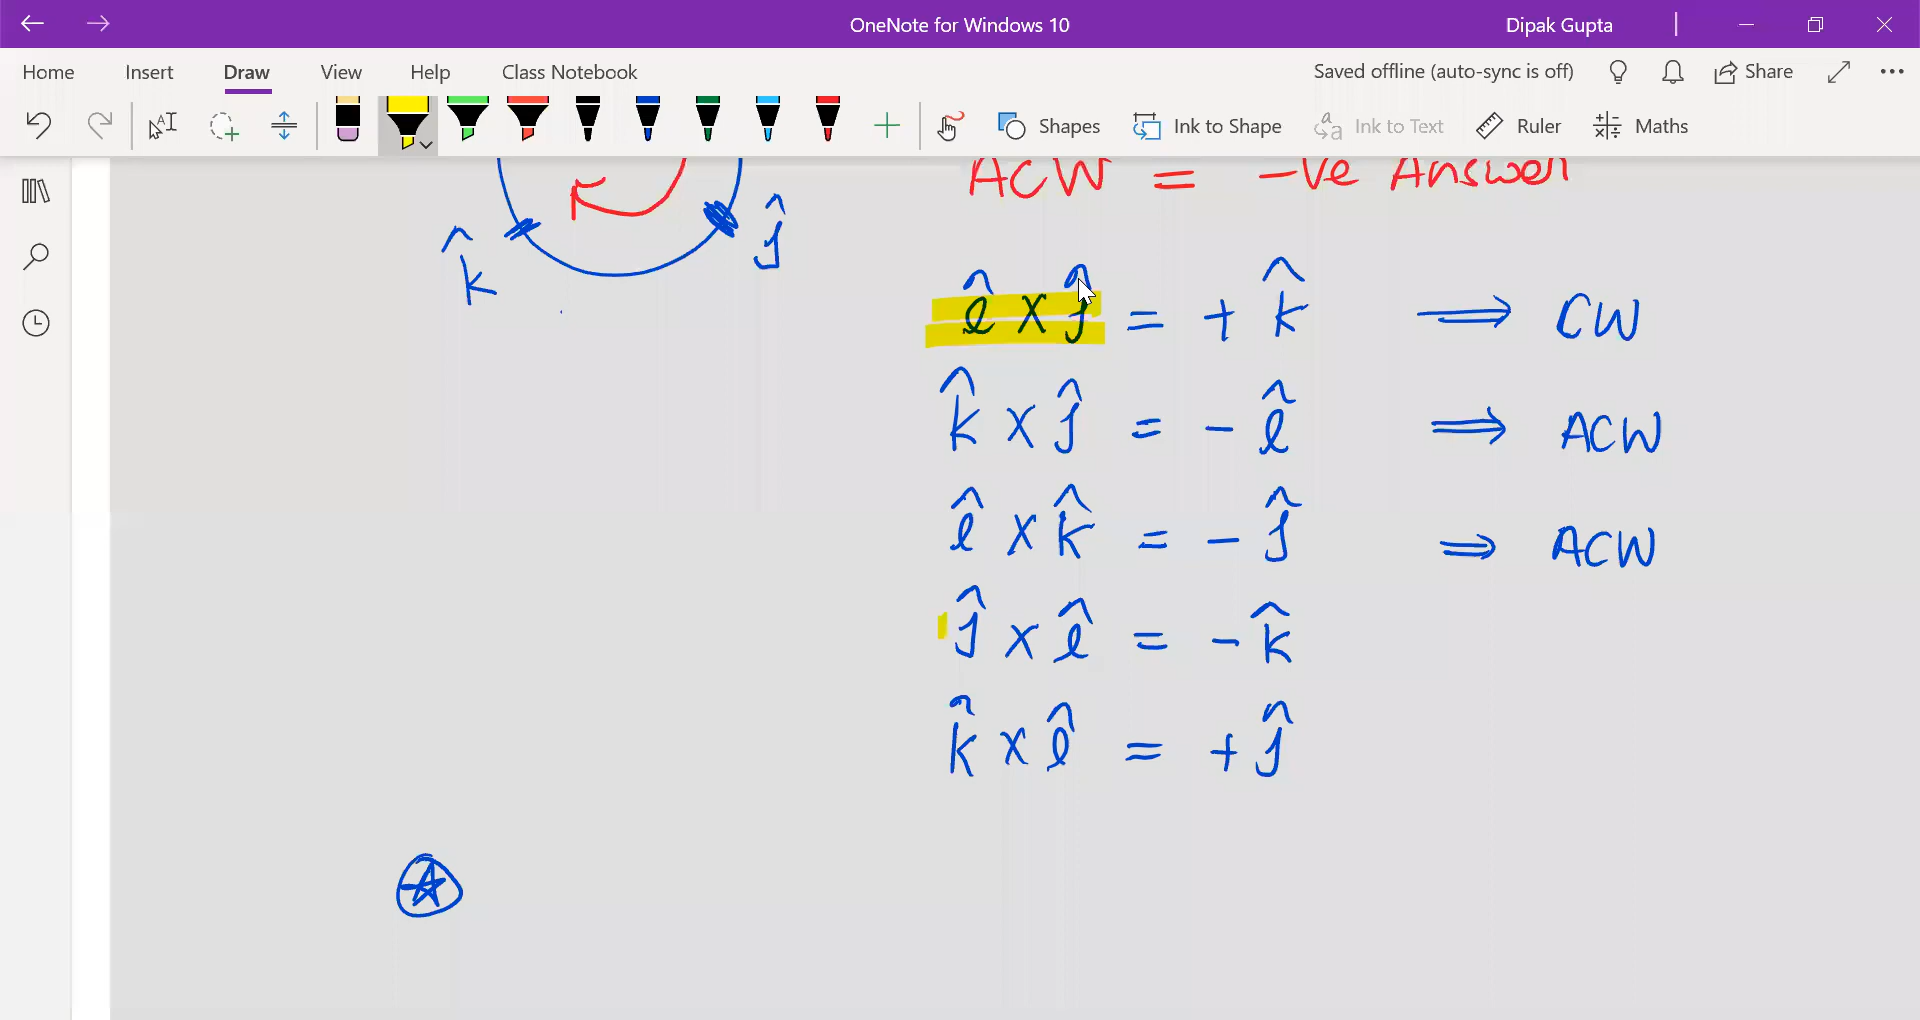 OneNote for Windows 10
Dipak Gupta
Home Insert Draw View Help Class Notebook
Saved offline (auto-sync is off) Share
Shapes Ink to Shape Ink to Text Ruler Maths
ACW = -ve Answer
ĵ
k̂
î × ĵ = + k̂ ⟹ CW
k̂ × ĵ = - î ⟹ ACW
î × k̂ = - ĵ ⟹ ACW
ĵ × î = - k̂
k̂ × î = + ĵ